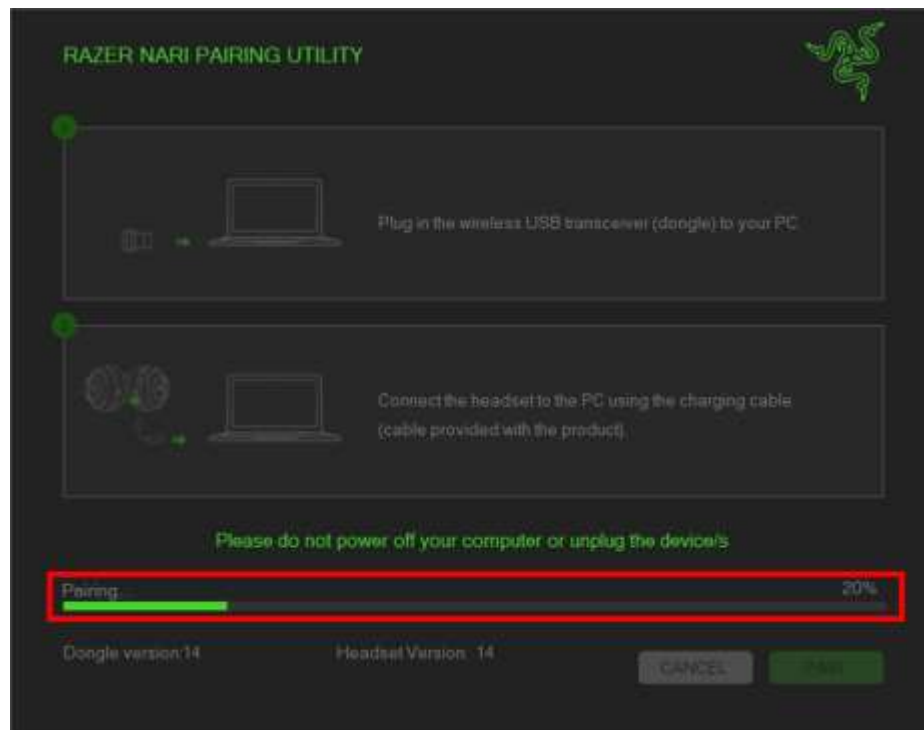 RAZER NARI PAIRING UTILITY
Plug in the wireless USB transceiver (dongle) to your PC.
Connect the headset to the PC using the charging cable
(cable provided with the product).
Please do not power off your computer or unplug the device/s
Pairing...
20%
Dongle version:14
Headset Version: 14
CANCEL
PAIR